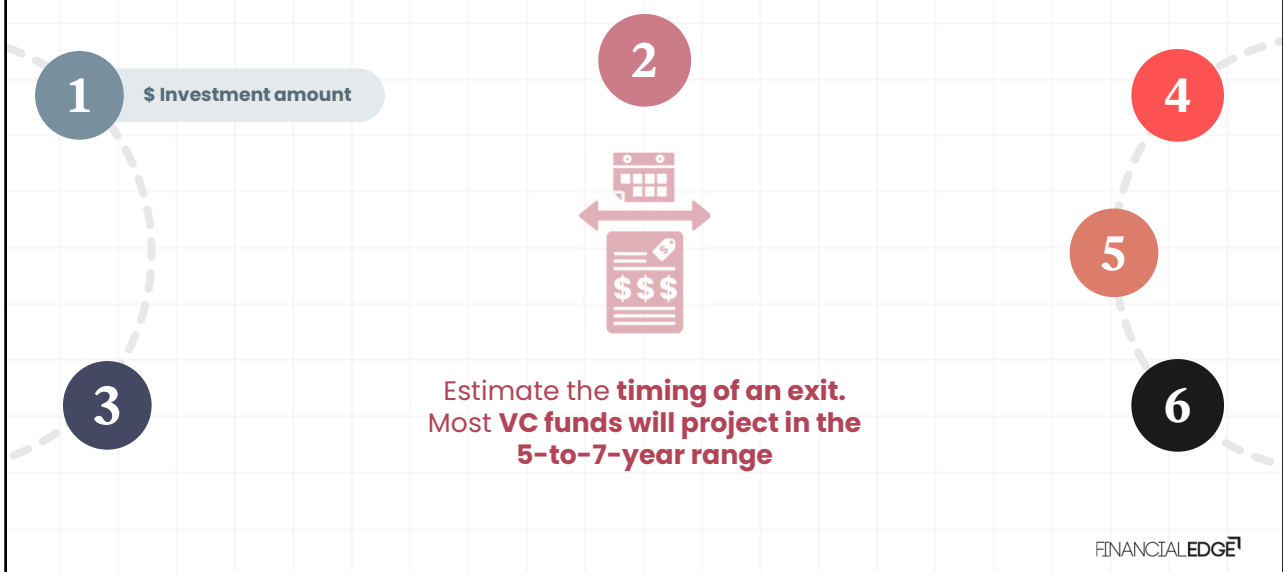 1
$ Investment amount
2
$$$
Estimate the timing of an exit.
Most VC funds will project in the
5-to-7-year range
3
4
5
6
FINANCIALEDGE